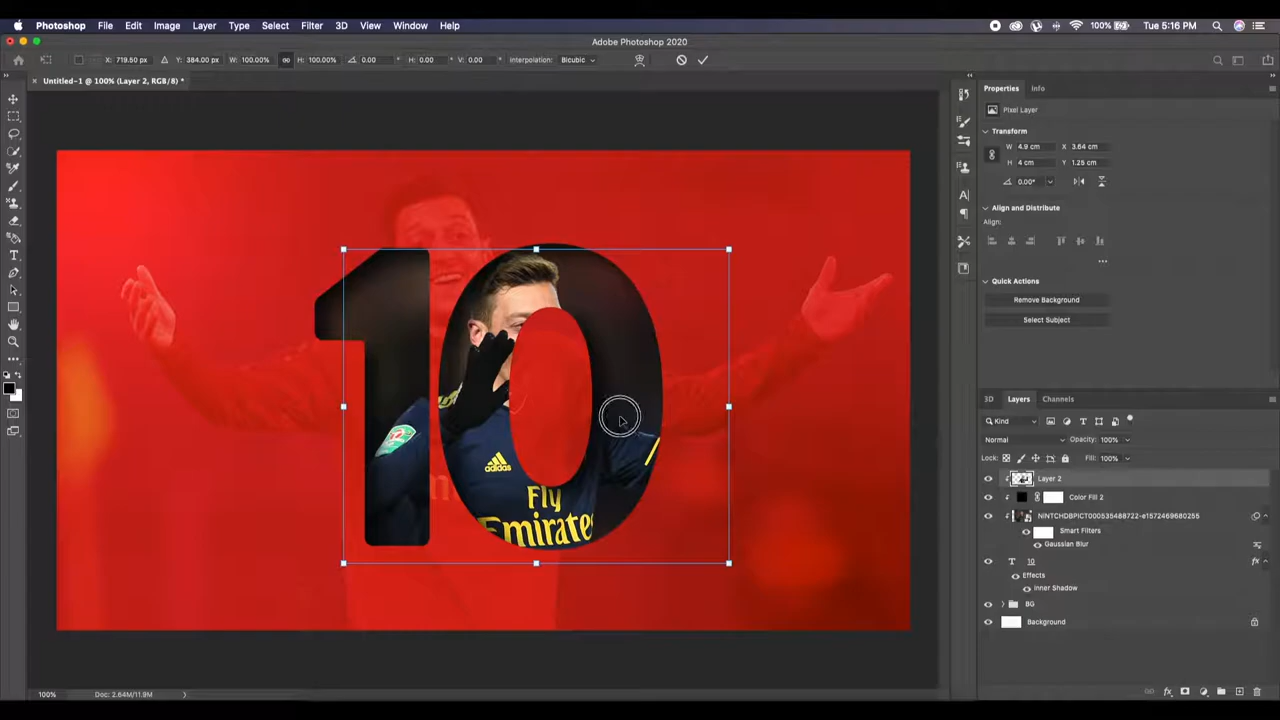 Photoshop File Edit Image Layer Type Select Filter 3D View Window Help 100% Tue 5:16 PM
Adobe Photoshop 2020
X: 719.50 px Y: 384.00 px W: 100.00% H: 100.00% 0.00 ° H: 0.00 ° V: 0.00 ° Interpolation: Bicubic
× Untitled-1 @ 100% (Layer 2, RGB/8) *
Properties Info
Pixel Layer
Transform
W 4.9 cm X 3.64 cm
H 4 cm Y 1.25 cm
0.00°
Align and Distribute
Align:
Quick Actions
Remove Background
Select Subject
10
adidas
Fly
Emirates
3D Layers Channels
Kind
Normal Opacity: 100%
Lock: Fill: 100%
Layer 2
Color Fill 2
NINTCHDBPICT000535488722-e1572469680255
Smart Filters
Gaussian Blur
T 10 fx
Effects
Inner Shadow
BG
Background
100% Doc: 2.64M/11.9M